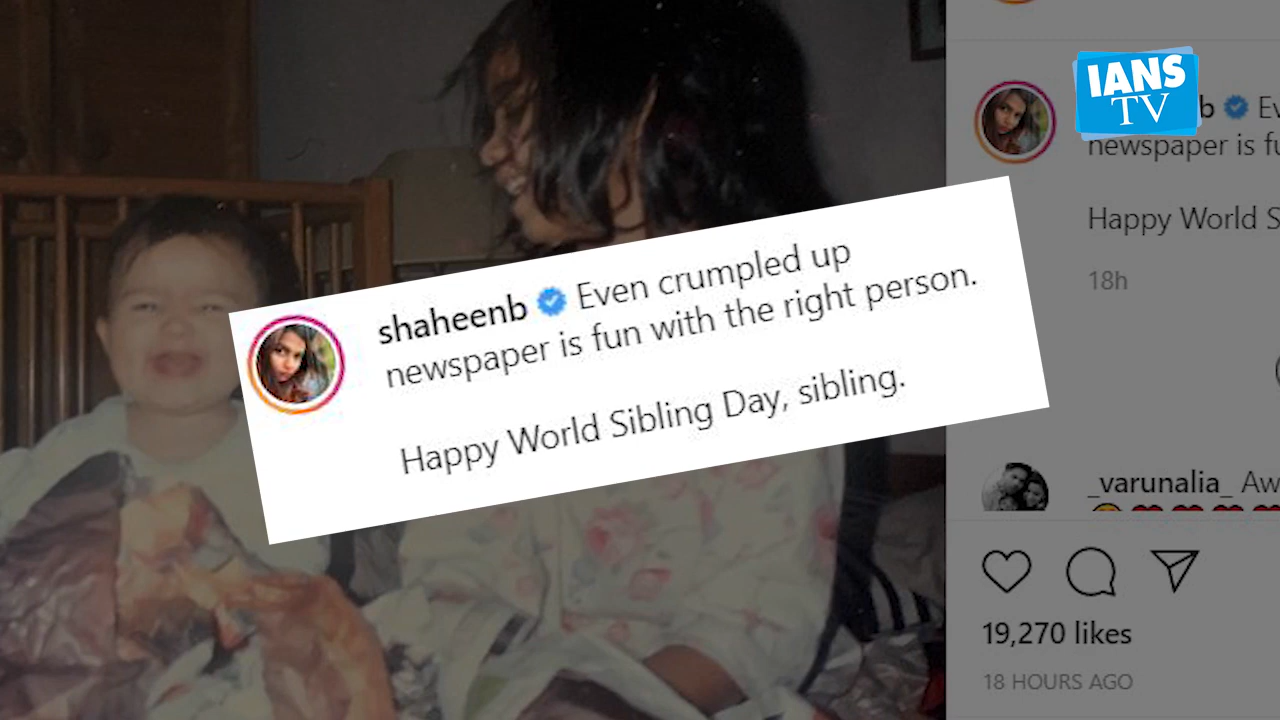 IANS
TV
b Ev
newspaper is fu
Happy World S
18h
shaheenb Even crumpled up
newspaper is fun with the right person.
Happy World Sibling Day, sibling.
_varunalia_ Aw
19,270 likes
18 HOURS AGO